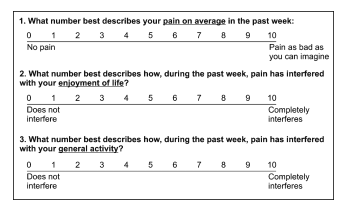 1. What number best describes your pain on average in the past week:
0 1 2 3 4 5 6 7 8 9 10
No pain Pain as bad as
you can imagine
2. What number best describes how, during the past week, pain has interfered
with your enjoyment of life?
0 1 2 3 4 5 6 7 8 9 10
Does not Completely
interfere interferes
3. What number best describes how, during the past week, pain has interfered
with your general activity?
0 1 2 3 4 5 6 7 8 9 10
Does not Completely
interfere interferes